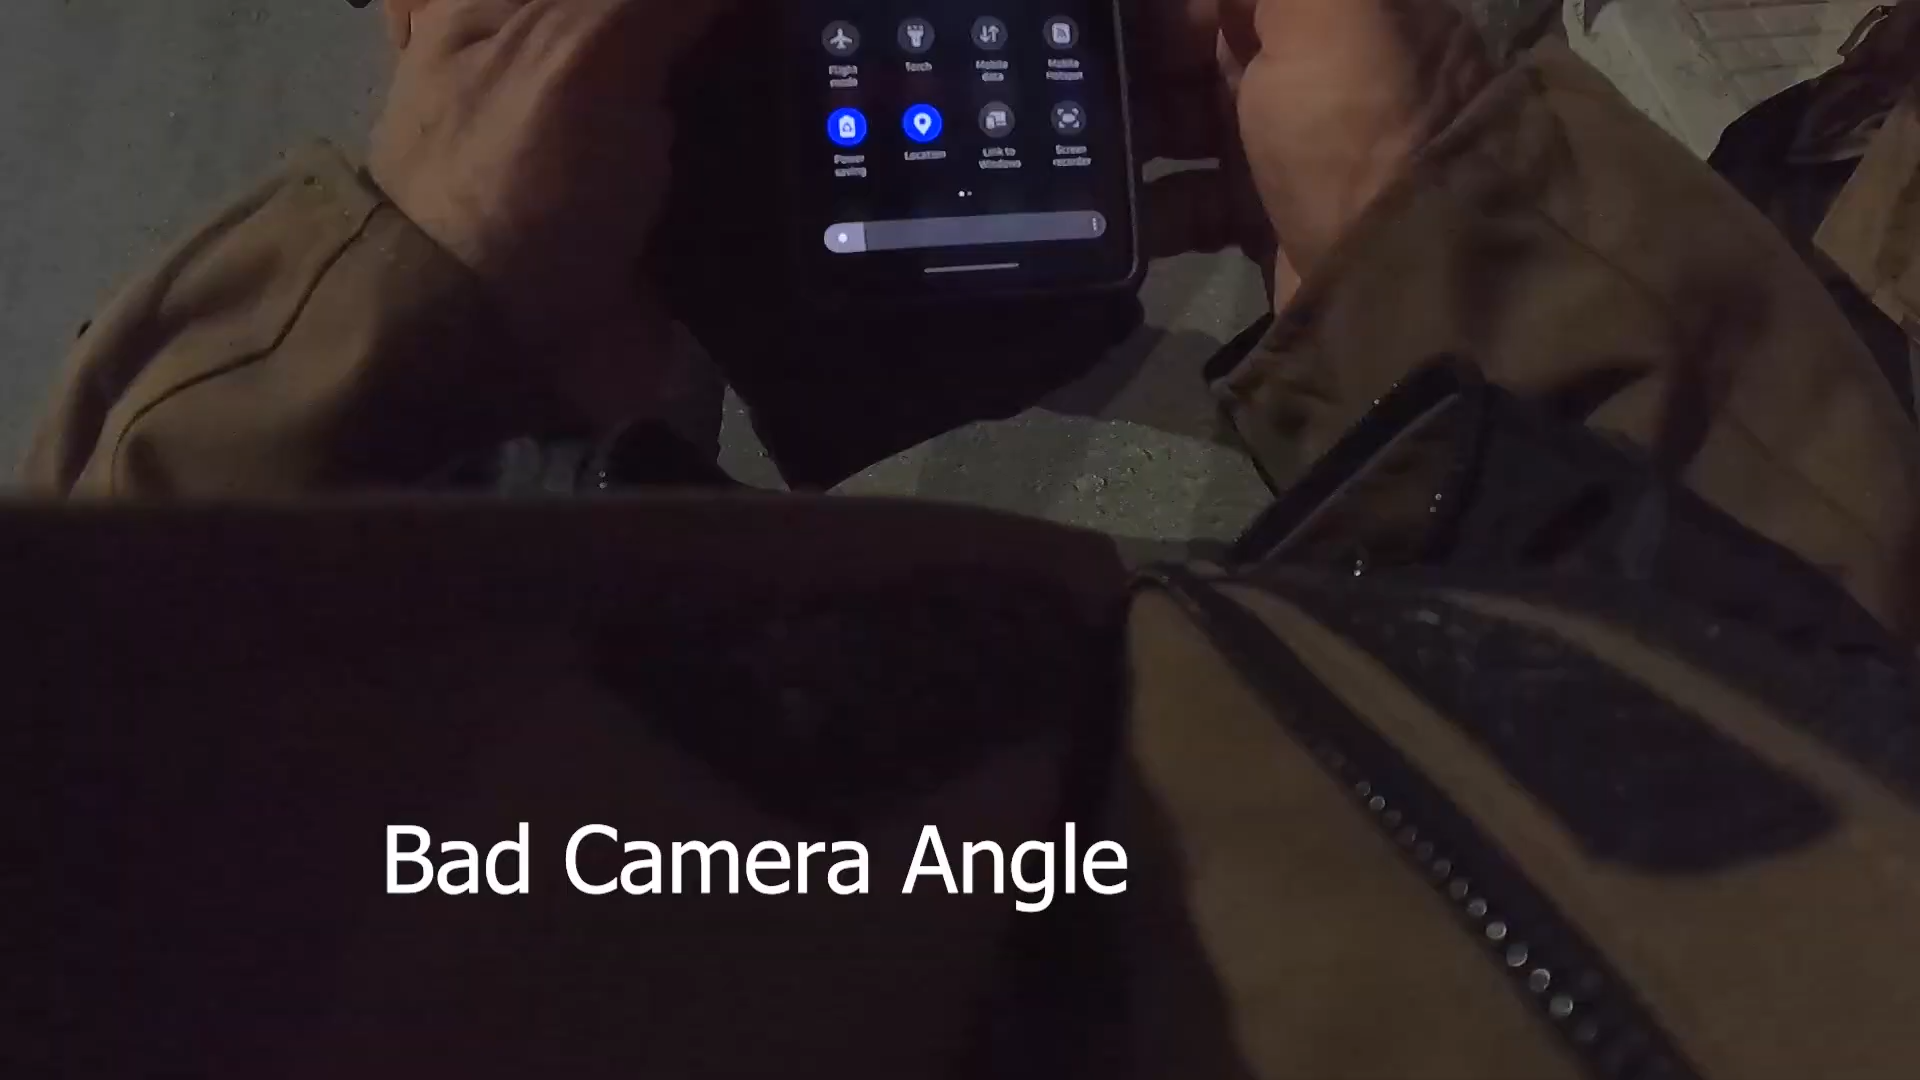 Flight
mode
Torch
Mobile
data
Mobile
Hotspot
Power
saving
Location
Link to
Windows
Screen
recorder
Bad Camera Angle